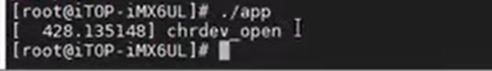 [root@iTOP-iMX6UL]# ./app
[  428.135148] chrdev_open
[root@iTOP-iMX6UL]#